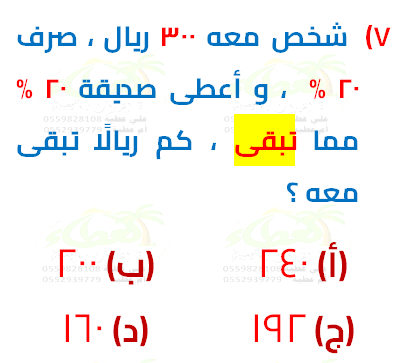 ٧) شخص معه ٣٠٠ ريال ، صرف
٢٠ % ، و أعطى صديقة ٢٠ %
مما تبقى ، كم ريالًا تبقى
معه ؟
(أ) ٢٤٠ (ب) ٢٠٠
(ج) ١٩٢ (د) ١٦٠